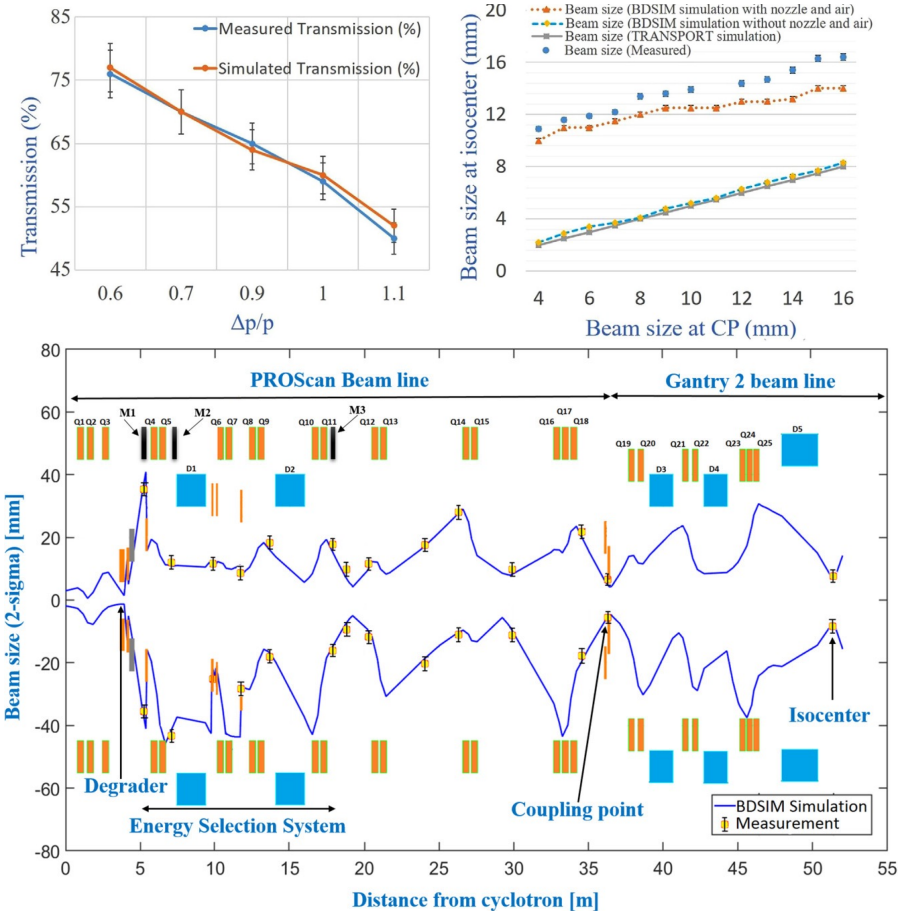 85
75
65
55
45
Transmission (%)
Measured Transmission (%)
Simulated Transmission (%)
0.6 0.7 0.9 1 1.1
Δp/p
20
16
12
8
4
0
Beam size at isocenter (mm)
Beam size (BDSIM simulation with nozzle and air)
Beam size (BDSIM simulation without nozzle and air)
Beam size (TRANSPORT simulation)
Beam size (Measured)
4 6 8 10 12 14 16
Beam size at CP (mm)
80
60
40
20
0
-20
-40
-60
-80
Beam size (2-sigma) [mm]
PROScan Beam line
Gantry 2 beam line
M1 M2 M3
Q1 Q2 Q3 Q4 Q5 Q6 Q7 Q8 Q9 Q10 Q11 Q12 Q13 Q14 Q15 Q16 Q17 Q18
Q19 Q20 Q21 Q22 Q23 Q24 Q25
D1 D2 D3 D4 D5
Degrader
Energy Selection System
Coupling point
Isocenter
BDSIM Simulation
Measurement
0 5 10 15 20 25 30 35 40 45 50 55
Distance from cyclotron [m]